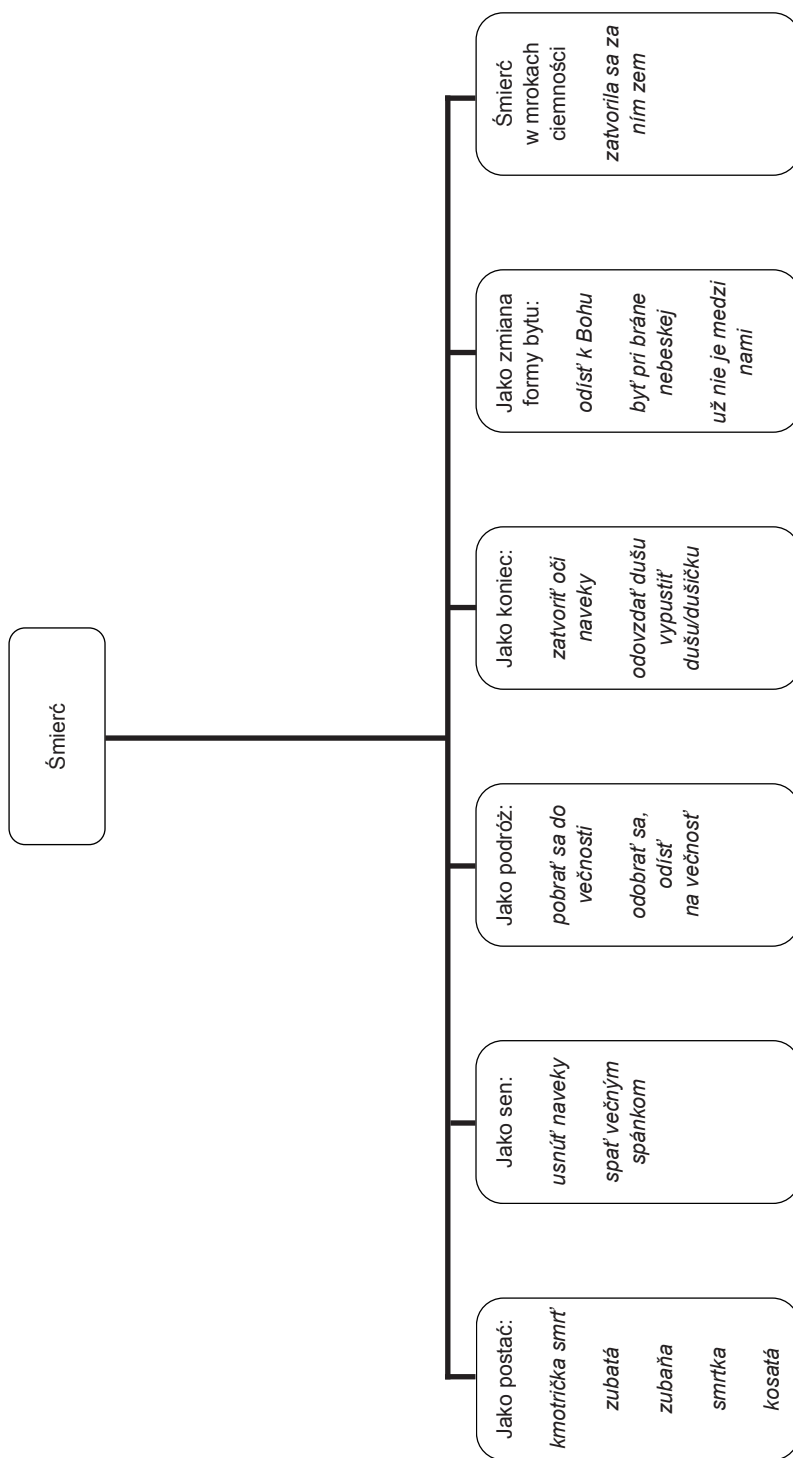 Śmierć
Jako postać:
kmotrička smrť
zubatá
zubaňa
smrtka
kosatá
Jako sen:
usnúť naveky
spať večným
spánkom
Jako podróż:
pobrať sa do
večnosti
odobrať sa,
odísť
na večnosť
Jako koniec:
zatvoriť oči
naveky
odovzdať dušu
vypustiť
dušu/dušičku
Jako zmiana
formy bytu:
odísť k Bohu
byť pri bráne
nebeskej
už nie je medzi
nami
Śmierć
w mrokach
ciemności
zatvorila sa za
ním zem